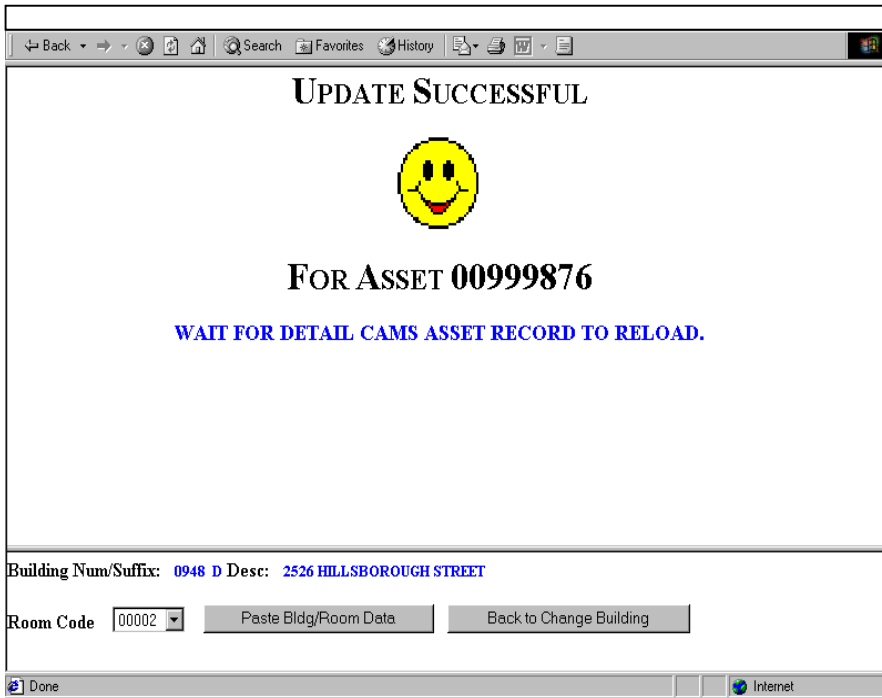 Back Search Favorites History
UPDATE SUCCESSFUL
FOR ASSET 00999876
WAIT FOR DETAIL CAMS ASSET RECORD TO RELOAD.
Building Num/Suffix: 0948 D Desc: 2526 HILLSBOROUGH STREET
Room Code 00002 Paste Bldg/Room Data Back to Change Building
Done Internet